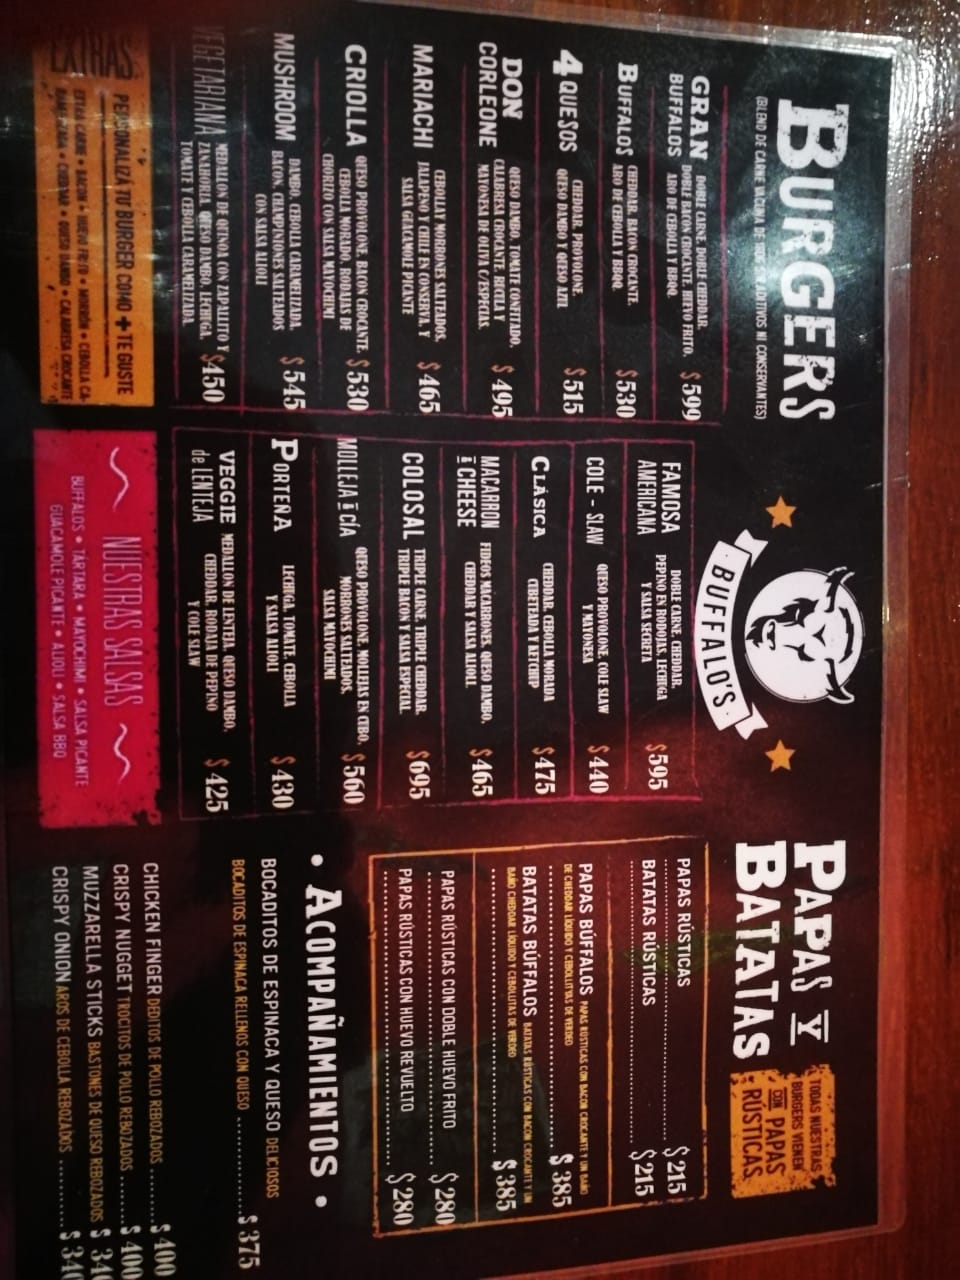 BURGERS
(BLEND DE CARNE VACUNA DE 180G S/ ADITIVOS NI CONSERVANTES)
GRAN
BUFFALOS
DOBLE CARNE, DOBLE CHEDDAR,
DOBLE BACON CROCANTE, HUEVO FRITO,
ARO DE CEBOLLA Y BBQ.
$599
BUFFALOS
CHEDDAR, BACON CROCANTE,
ARO DE CEBOLLA Y BBQ.
$530
4 QUESOS
CHEDDAR, PROVOLONE,
QUESO DAMBO Y QUESO AZUL
$515
DON
CORLEONE
QUESO DAMBO, TOMATE CONFITADO,
CALABRESA CROCANTE, RUCULA Y
MAYONESA DE OLIVA C/ESPECIAS.
$495
MARIACHI
CEBOLLA Y MORRONES SALTEADOS,
JALAPEÑO Y CHILE EN CONSERVA, Y
SALSA GUACAMOLE PICANTE
$465
CRIOLLA
QUESO PROVOLONE, BACON CROCANTE,
CEBOLLA MORADO, RODAJAS DE
CHORIZO CON SALSA MAYOCHIMI
$530
MUSHROOM
DAMBO, CEBOLLA CARAMELIZADA,
BACON, CHAMPIÑONES SALTEADOS
CON SALSA ALIOLI
$545
VEGETARIANA
MEDALLON DE QUINOA CON ZAPALLITO Y
ZANAHORIA, QUESO DAMBO, LECHUGA,
TOMATE Y CEBOLLA CARAMELIZADA.
$450
EXTRAS
PERSONALIZÁ TU BURGER COMO + TE GUSTE
EXTRA CARNE • BACON • HUEVO FRITO • MORRÓN • CEBOLLA CA-
RAMELIZADA • CHEDDAR • QUESO DAMBO • CALABRESA CROCANTE
BUFFALO'S
FAMOSA
AMERICANA
DOBLE CARNE, CHEDDAR,
PEPINO EN RODAJAS, LECHUGA
Y SALSA SECRETA
$595
COLE - SLAW
QUESO PROVOLONE, COLE SLAW
Y MAYONESA
$440
CLÁSICA
CHEDDAR, CEBOLLA MORADA
CIBETEADA Y KETCHUP
$475
MACARRON
& CHEESE
FIDEOS MACARRONES, QUESO DAMBO,
CHEDDAR Y SALSA ALIOLI.
$465
COLOSAL
TRIPLE CARNE, TRIPLE CHEDDAR,
TRIPLE BACON Y SALSA ESPECIAL
$695
MOLLEJA & CÍA
QUESO PROVOLONE, MOLLEJAS EN CUBO,
MORRONES SALTEADOS,
SALSA MAYOCHIMI
$560
PORTEÑA
LECHUGA, TOMATE, CEBOLLA
Y SALSA ALIOLI
$430
VEGGIE
de LENTEJA
MEDALLON DE LENTEJA, QUESO DAMBO,
CHEDDAR, RODAJA DE PEPINO
Y COLE SLAW
$425
NUESTRAS SALSAS
BUFFALOS • TARTARA • MAYOCHIMI • SALSA PICANTE
GUACAMOLE PICANTE • AJIOLI • SALSA BBQ
PAPAS Y
BATATAS
TODAS NUESTRAS
BURGERS VIENEN
CON PAPAS
RÚSTICAS
PAPAS RÚSTICAS
$215
BATATAS RÚSTICAS
$215
PAPAS BÚFFALOS PAPAS RÚSTICAS CON BACON CROCANTE Y UN BAÑO
DE CHEDDAR LÍQUIDO Y CEBOLLITAS DE VERDEO
$385
BATATAS BÚFFALOS BATATAS RÚSTICAS CON BACON CROCANTE Y UN
BAÑO CHEDDAR LÍQUIDO Y CEBOLLITAS DE VERDEO
$385
PAPAS RÚSTICAS CON DOBLE HUEVO FRITO
$280
PAPAS RÚSTICAS CON HUEVO REVUELTO
$280
• ACOMPAÑAMIENTOS •
BOCADITOS DE ESPINACA Y QUESO DELICIOSOS
BOCADITOS DE ESPINACA RELLENOS CON QUESO $375
CHICKEN FINGER DEDITOS DE POLLO REBOZADOS $400
CRISPY NUGGET TROCITOS DE POLLO REBOZADOS $400
MUZZARELLA STICKS BASTONES DE QUESO REBOZADOS $340
CRISPY ONION AROS DE CEBOLLA REBOZADOS $340